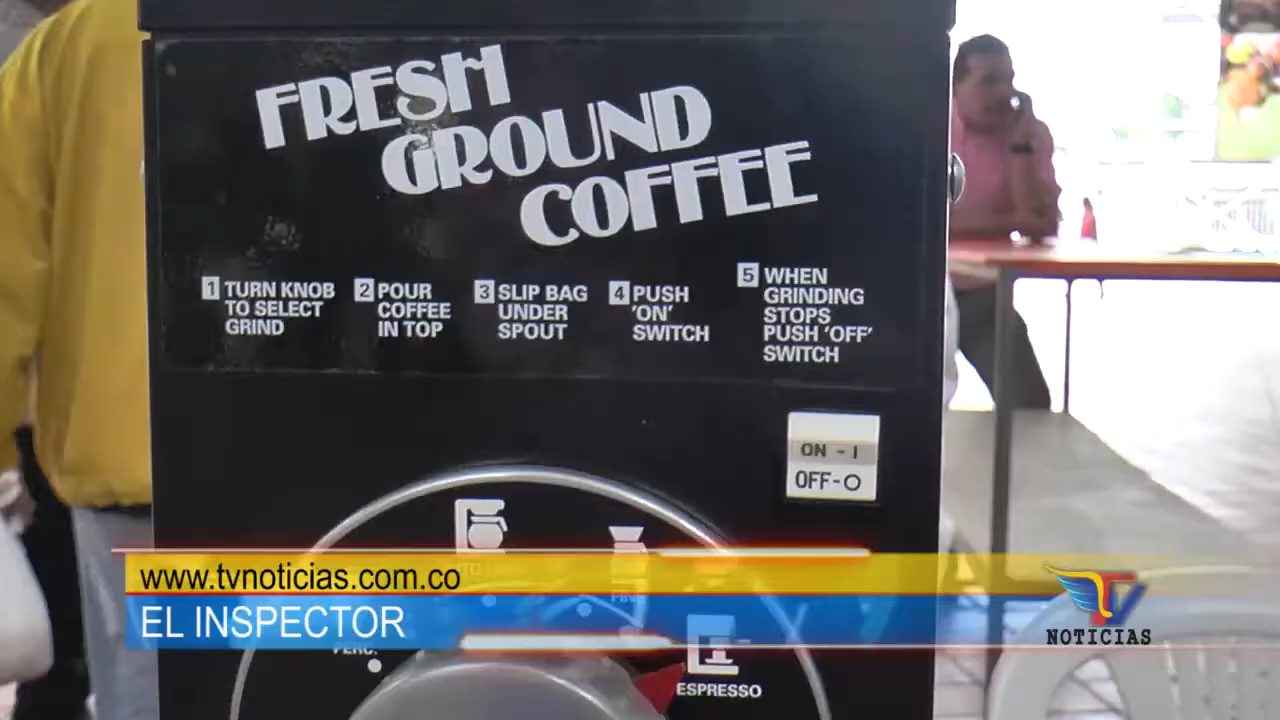 FRESH
GROUND
COFFEE
1 TURN KNOB
TO SELECT
GRIND
2 POUR
COFFEE
IN TOP
3 SLIP BAG
UNDER
SPOUT
4 PUSH
'ON'
SWITCH
5 WHEN
GRINDING
STOPS
PUSH 'OFF'
SWITCH
ON - I
OFF-O
www.tvnoticias.com.co
EL INSPECTOR
TV
NOTICIAS
PERC.
ESPRESSO